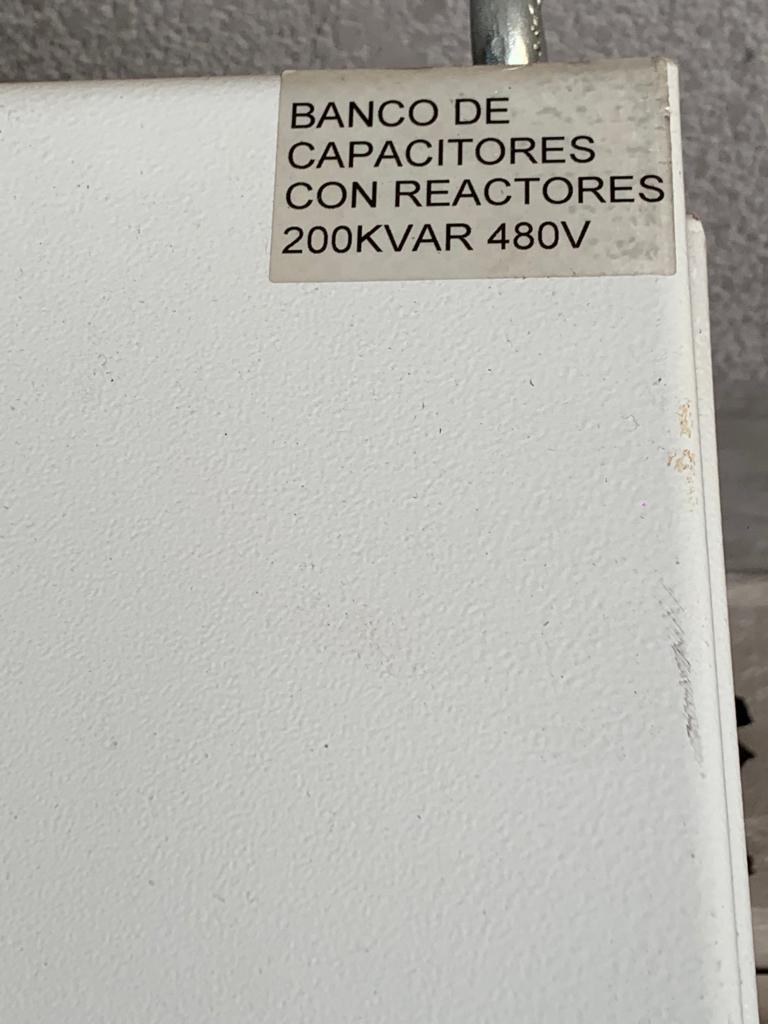 BANCO DE
CAPACITORES
CON REACTORES
200KVAR 480V